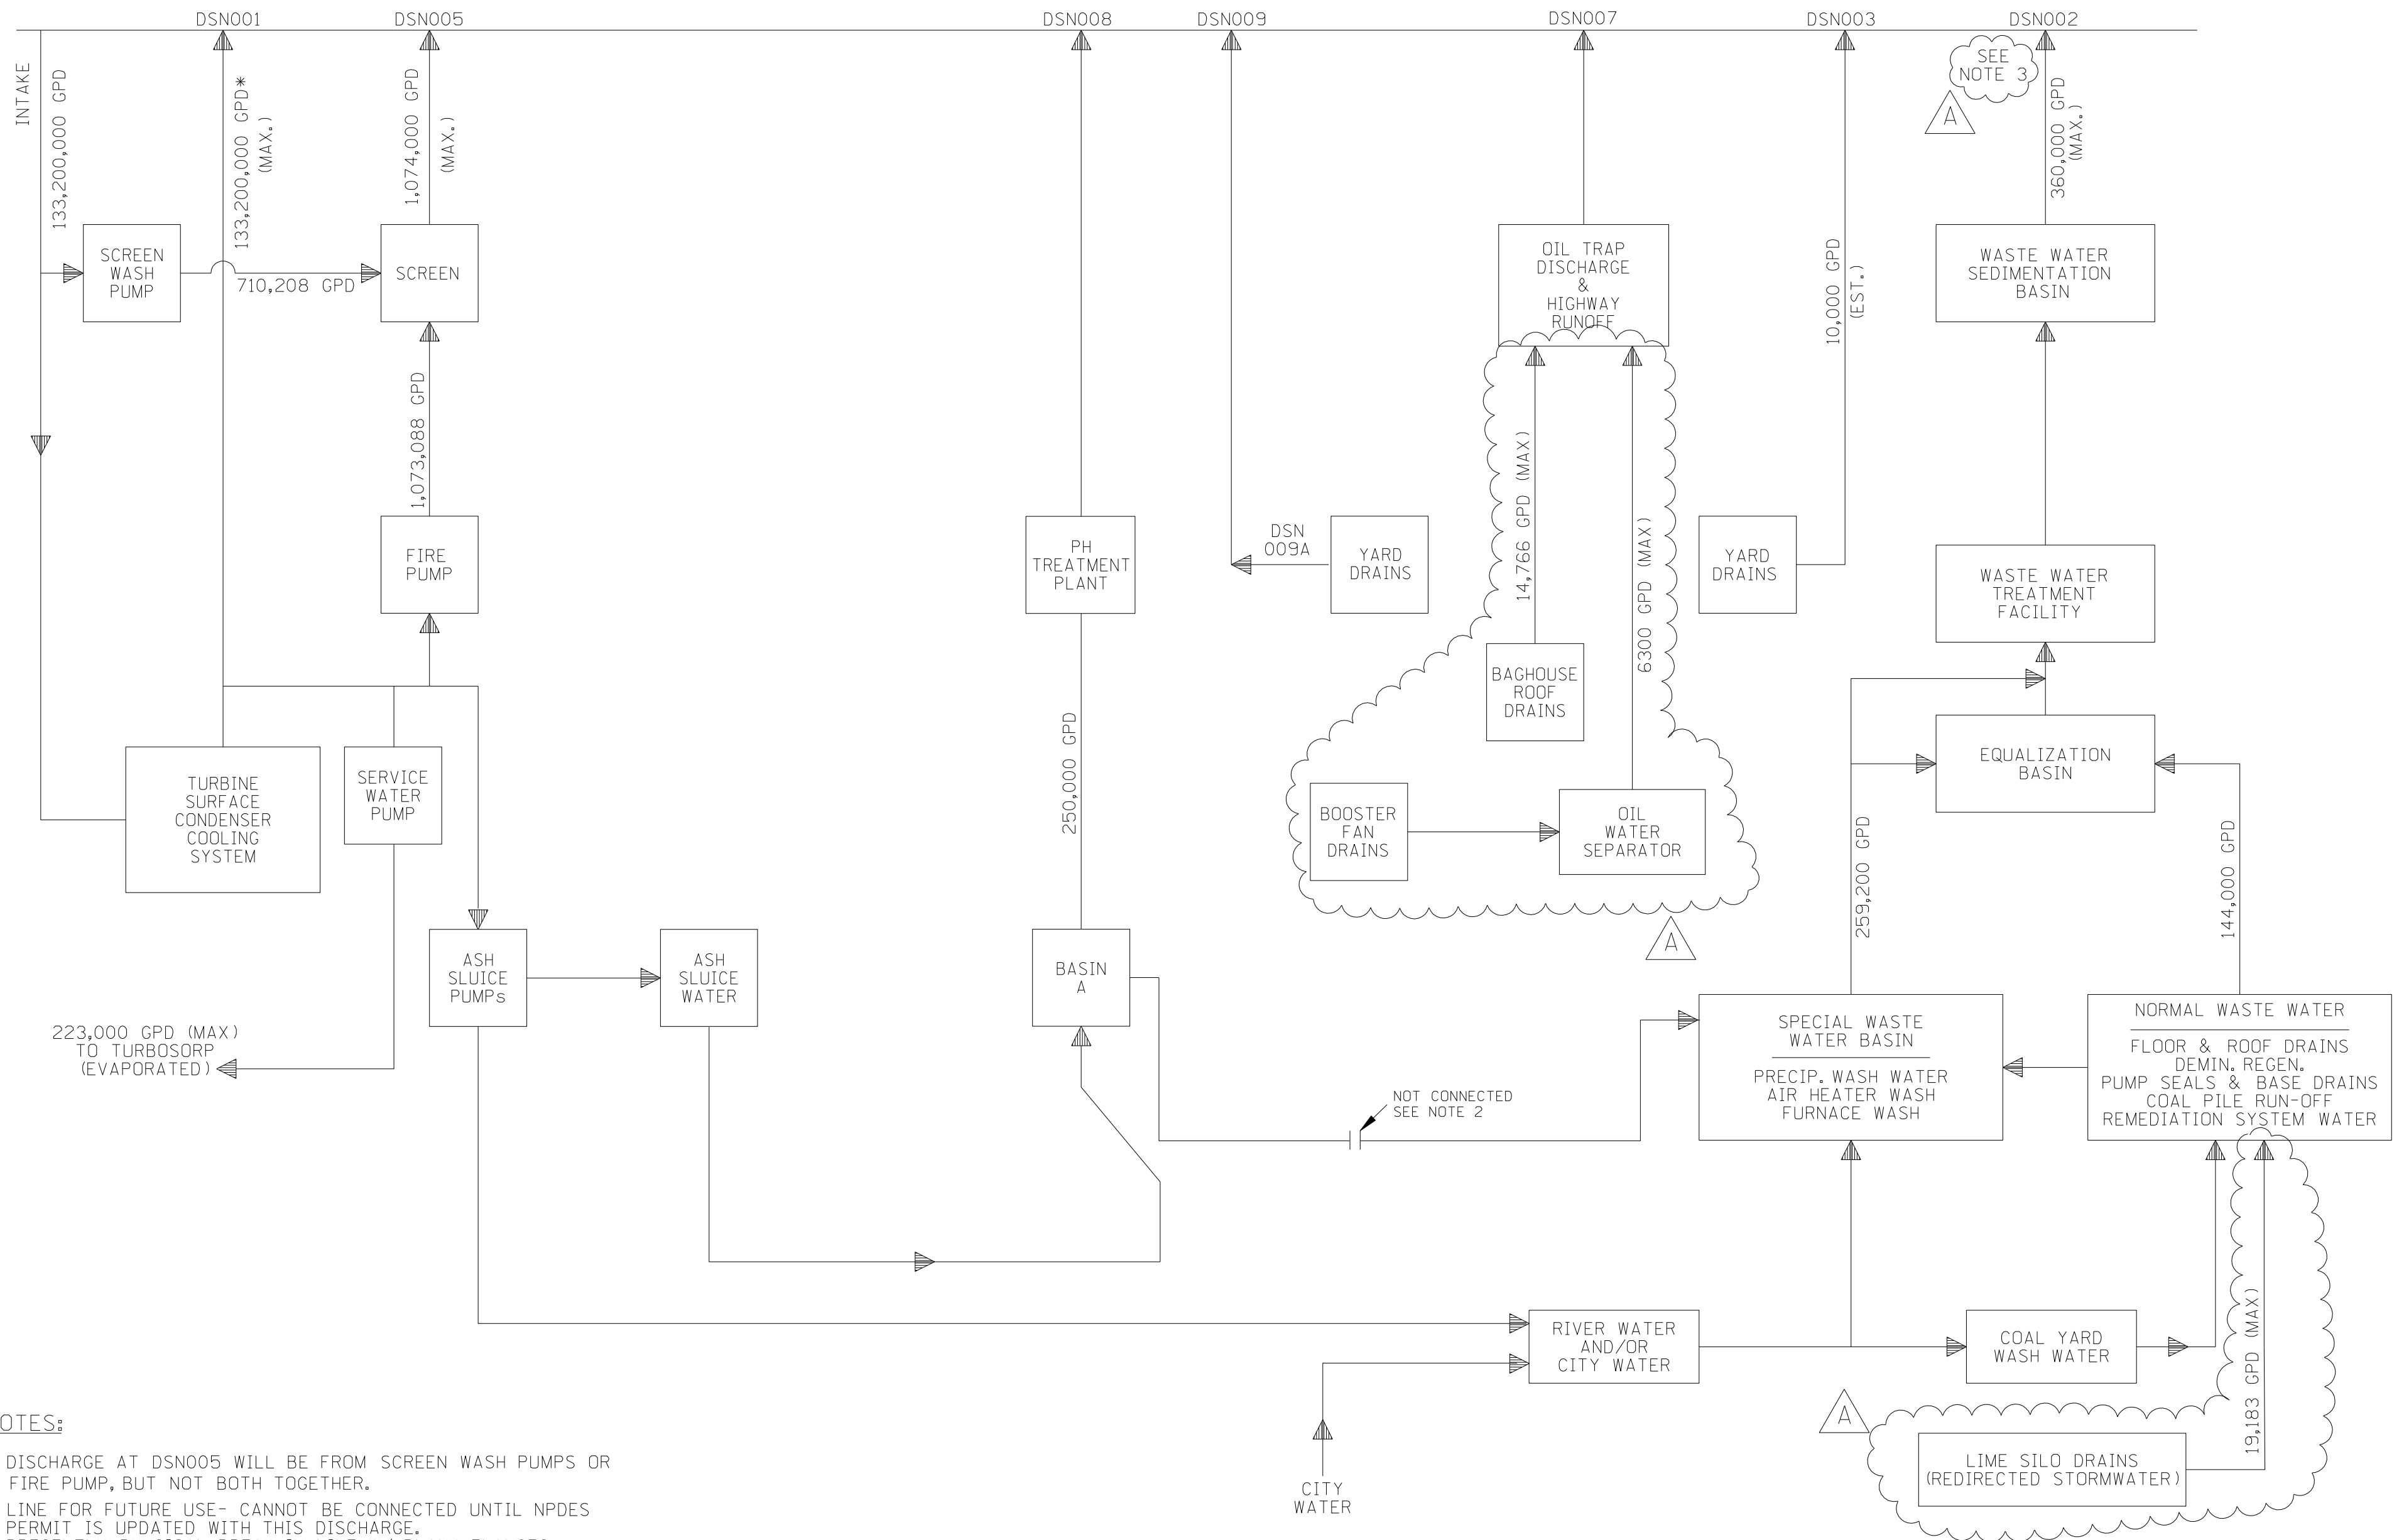 DSN001
DSN005
DSN008
DSN009
DSN007
DSN003
DSN002
INTAKE
133,200,000 GPD
133,200,000 GPD*
(MAX.)
1,074,000 GPD
(MAX.)
SEE
NOTE 3
A
360,000 GPD
(MAX.)
SCREEN
WASH
PUMP
710,208 GPD
SCREEN
OIL TRAP
DISCHARGE
&
HIGHWAY
RUNOFF
10,000 GPD
(EST.)
WASTE WATER
SEDIMENTATION
BASIN
1,073,088 GPD
14,766 GPD (MAX)
6300 GPD (MAX)
FIRE
PUMP
PH
TREATMENT
PLANT
DSN
009A
YARD
DRAINS
YARD
DRAINS
WASTE WATER
TREATMENT
FACILITY
BAGHOUSE
ROOF
DRAINS
TURBINE
SURFACE
CONDENSER
COOLING
SYSTEM
SERVICE
WATER
PUMP
250,000 GPD
BOOSTER
FAN
DRAINS
OIL
WATER
SEPARATOR
EQUALIZATION
BASIN
259,200 GPD
144,000 GPD
A
ASH
SLUICE
PUMPs
ASH
SLUICE
WATER
BASIN
A
223,000 GPD (MAX)
TO TURBOSORP
(EVAPORATED)
SPECIAL WASTE
WATER BASIN
PRECIP. WASH WATER
AIR HEATER WASH
FURNACE WASH
NORMAL WASTE WATER
FLOOR & ROOF DRAINS
DEMIN. REGEN.
PUMP SEALS & BASE DRAINS
COAL PILE RUN-OFF
REMEDIATION SYSTEM WATER
NOT CONNECTED
SEE NOTE 2
RIVER WATER
AND/OR
CITY WATER
COAL YARD
WASH WATER
19,183 GPD (MAX)
A
LIME SILO DRAINS
(REDIRECTED STORMWATER)
CITY
WATER
OTES:
DISCHARGE AT DSN005 WILL BE FROM SCREEN WASH PUMPS OR
FIRE PUMP, BUT NOT BOTH TOGETHER.
LINE FOR FUTURE USE- CANNOT BE CONNECTED UNTIL NPDES
PERMIT IS UPDATED WITH THIS DISCHARGE.